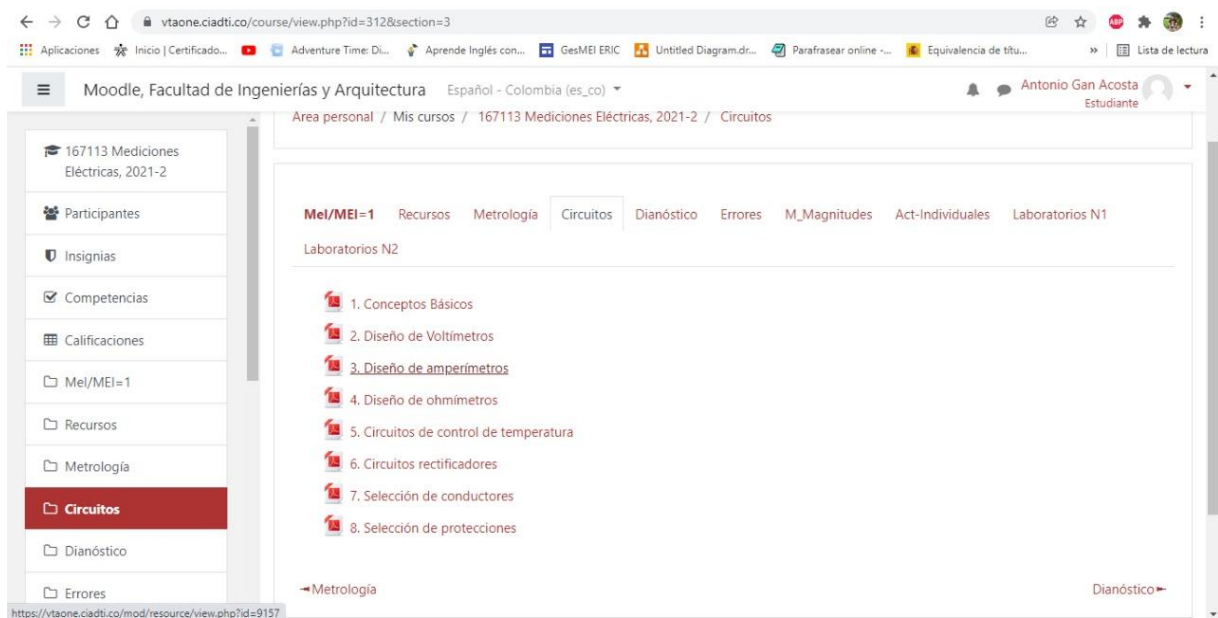 vtaone.ciadti.co/course/view.php?id=312&section=3
Aplicaciones Inicio | Certificado... Adventure Time: Di... Aprende Inglés con... GesMEI ERIC Untitled Diagram.dr... Parafrasear online -... Equivalencia de títu... » Lista de lectura
Moodle, Facultad de Ingenierías y Arquitectura Español - Colombia (es_co) Antonio Gan Acosta
Estudiante
Area personal / Mis cursos / 167113 Mediciones Eléctricas, 2021-2 / Circuitos
167113 Mediciones
Eléctricas, 2021-2
Participantes
Insignias
Competencias
Calificaciones
Mel/MEI=1
Recursos
Metrología
Circuitos
Dianóstico
Errores
Mel/MEI=1 Recursos Metrología Circuitos Dianóstico Errores M_Magnitudes Act-Individuales Laboratorios N1
Laboratorios N2
1. Conceptos Básicos
2. Diseño de Voltímetros
3. Diseño de amperímetros
4. Diseño de ohmímetros
5. Circuitos de control de temperatura
6. Circuitos rectificadores
7. Selección de conductores
8. Selección de protecciones
Metrología Dianóstico
https://vtaone.ciadti.co/mod/resource/view.php?id=9157